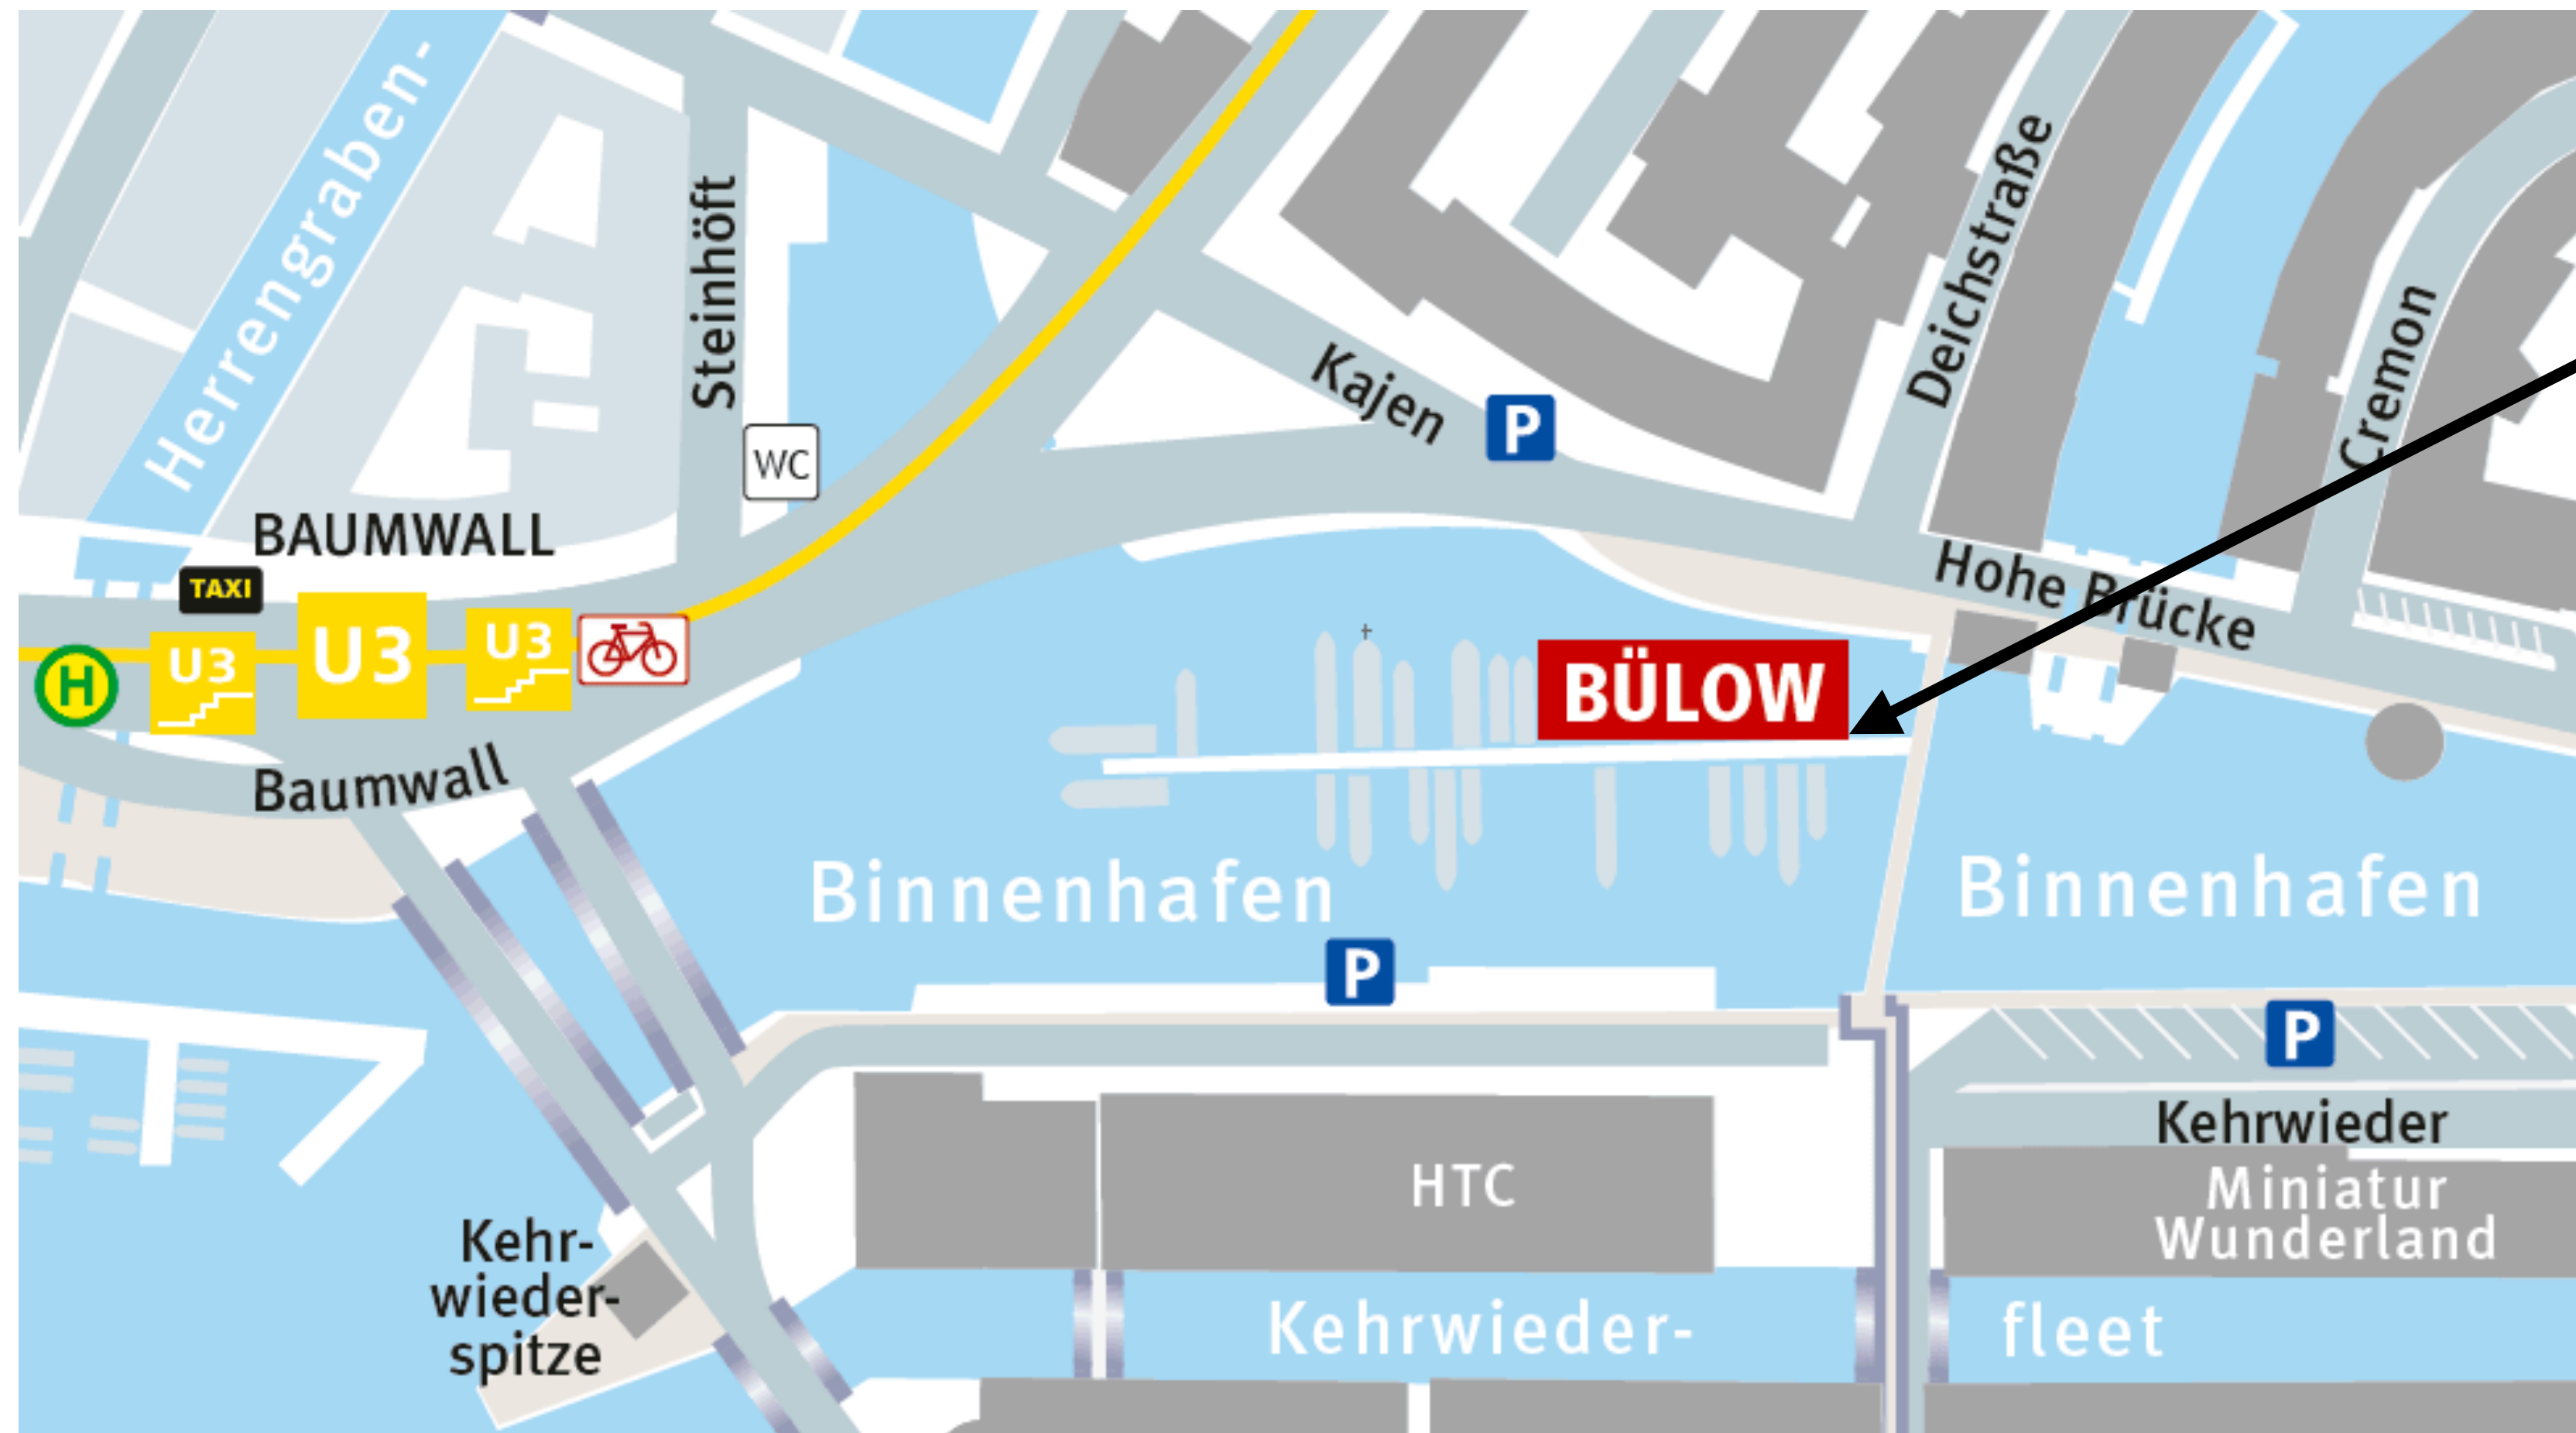 Herrengraben-
Steinhöft
Deichstraße
Cremon
Kajen
P
WC
BAUMWALL
TAXI
Hohe Brücke
H
U3
U3
U3
BÜLOW
Baumwall
Binnenhafen
Binnenhafen
P
P
Kehrwieder
HTC
Miniatur
Wunderland
Kehr-
wieder-
spitze
Kehrwieder-
fleet